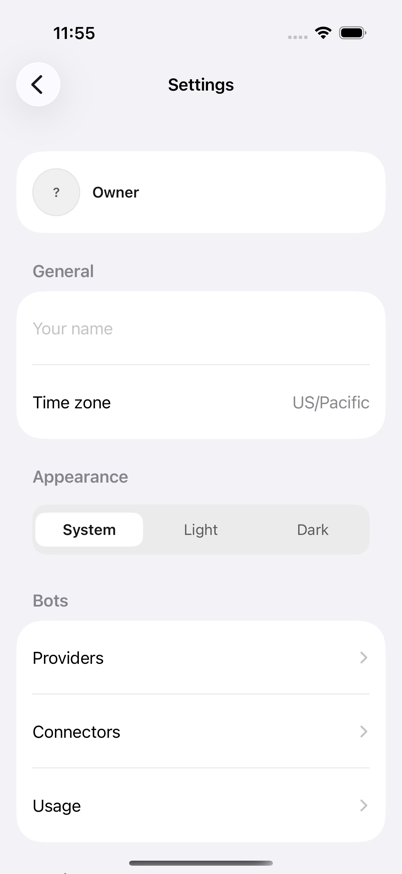 11:55
Settings
?
Owner
General
Your name
Time zone
US/Pacific
Appearance
System
Light
Dark
Bots
Providers
Connectors
Usage